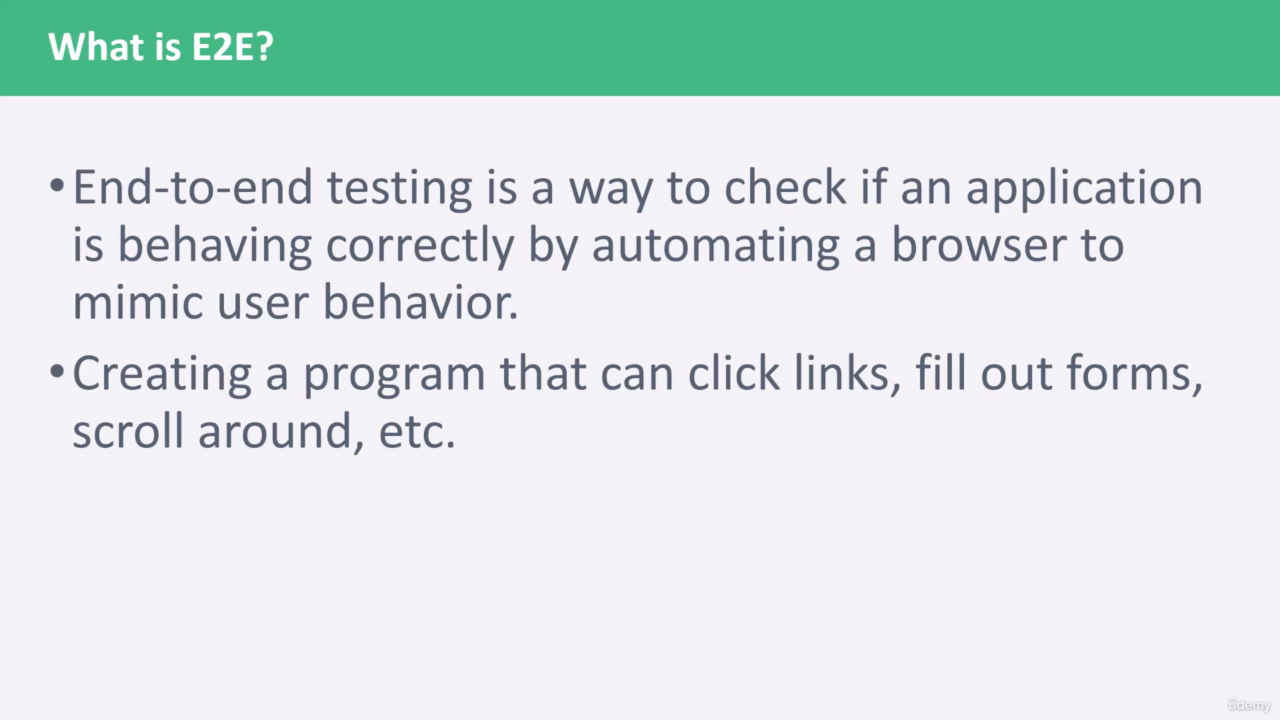 What is E2E?
•End-to-end testing is a way to check if an application
is behaving correctly by automating a browser to
mimic user behavior.
•Creating a program that can click links, fill out forms,
scroll around, etc.
ûdemy